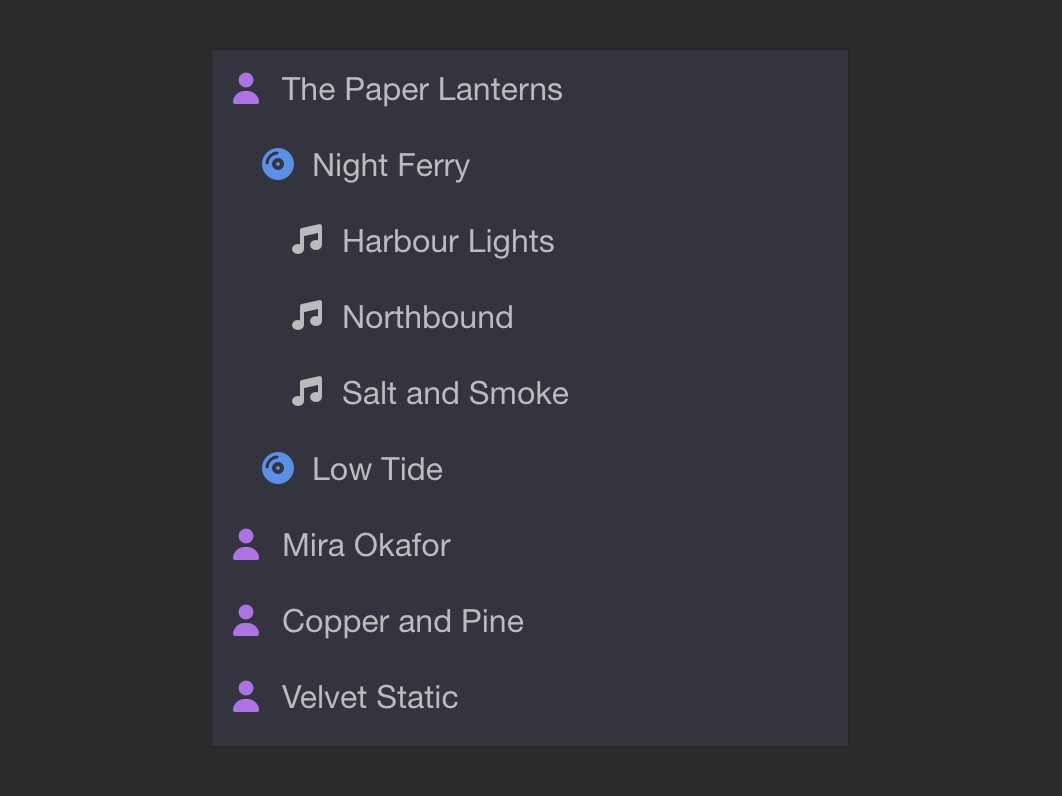 The Paper Lanterns
Night Ferry
Harbour Lights
Northbound
Salt and Smoke
Low Tide
Mira Okafor
Copper and Pine
Velvet Static